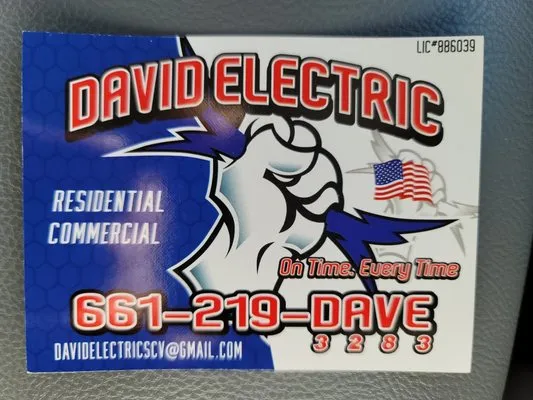 LIC#886039
DAVID ELECTRIC
RESIDENTIAL
COMMERCIAL
On Time. Every Time
661-219-DAVE
3283
DAVIDELECTRICSCV@GMAIL.COM